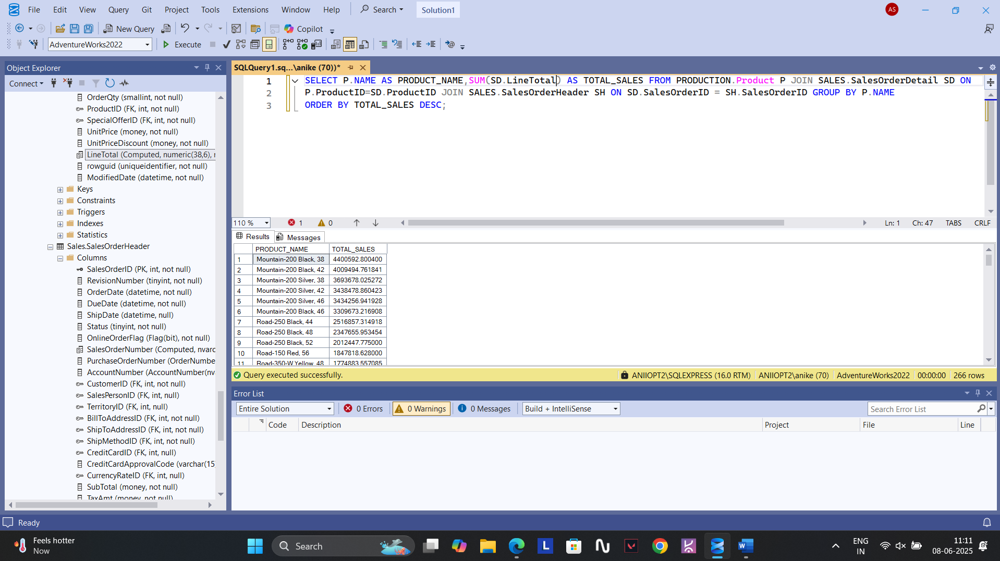 File Edit View Query Git Project Tools Extensions Window Help Search Solution1 AS
New Query Copilot
AdventureWorks2022 Execute
Object Explorer
Connect
OrderQty (smallint, not null)
ProductID (FK, int, not null)
SpecialOfferID (FK, int, not null)
UnitPrice (money, not null)
UnitPriceDiscount (money, not null)
LineTotal (Computed, numeric(38,6), r
rowguid (uniqueidentifier, not null)
ModifiedDate (datetime, not null)
Keys
Constraints
Triggers
Indexes
Statistics
Sales.SalesOrderHeader
Columns
SalesOrderID (PK, int, not null)
RevisionNumber (tinyint, not null)
OrderDate (datetime, not null)
DueDate (datetime, not null)
ShipDate (datetime, null)
Status (tinyint, not null)
OnlineOrderFlag (Flag(bit), not null)
SalesOrderNumber (Computed, nvarc
PurchaseOrderNumber (OrderNumbe
AccountNumber (AccountNumber(nv
CustomerID (FK, int, not null)
SalesPersonID (FK, int, null)
TerritoryID (FK, int, null)
BillToAddressID (FK, int, not null)
ShipToAddressID (FK, int, not null)
ShipMethodID (FK, int, not null)
CreditCardID (FK, int, null)
CreditCardApprovalCode (varchar(15)
CurrencyRateID (FK, int, null)
SubTotal (money, not null)
TaxAmt (money, not null)
SQLQuery1.sq...\anike (70))*
1 SELECT P.NAME AS PRODUCT_NAME,SUM(SD.LineTotal) AS TOTAL_SALES FROM PRODUCTION.Product P JOIN SALES.SalesOrderDetail SD ON
2 P.ProductID=SD.ProductID JOIN SALES.SalesOrderHeader SH ON SD.SalesOrderID = SH.SalesOrderID GROUP BY P.NAME
3 ORDER BY TOTAL_SALES DESC;
110 % 1 0 Ln: 1 Ch: 47 TABS CRLF
Results Messages
PRODUCT_NAME TOTAL_SALES
1 Mountain-200 Black, 38 4400592.800400
2 Mountain-200 Black, 42 4009494.761841
3 Mountain-200 Silver, 38 3693678.025272
4 Mountain-200 Silver, 42 3438478.860423
5 Mountain-200 Silver, 46 3434256.941928
6 Mountain-200 Black, 46 3309673.216908
7 Road-250 Black, 44 2516857.314918
8 Road-250 Black, 48 2347655.953454
9 Road-250 Black, 52 2012447.775000
10 Road-150 Red, 56 1847818.628000
11 Road-350-W Yellow, 48 1774883.557085
Query executed successfully. ANIIOPT2\SQLEXPRESS (16.0 RTM) ANIIOPT2\anike (70) AdventureWorks2022 00:00:00 266 rows
Error List
Entire Solution 0 Errors 0 Warnings 0 Messages Build + IntelliSense Search Error List
Code Description Project File Line
Ready
Feels hotter
Now
Search
ENG
IN
11:11
08-06-2025